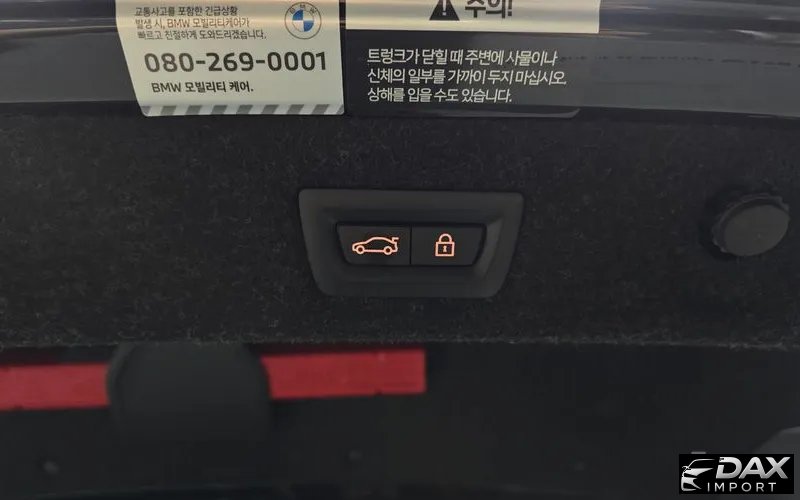 교통사고를 포함한 긴급상황
발생 시, BMW 모빌리티케어가
빠르고 친절하게 도와드리겠습니다.
BMW
080-269-0001
BMW 모빌리티 케어.
주의!
트렁크가 닫힐 때 주변에 사물이나
신체의 일부를 가까이 두지 마십시오.
상해를 입을 수도 있습니다.
DAX
IMPORT